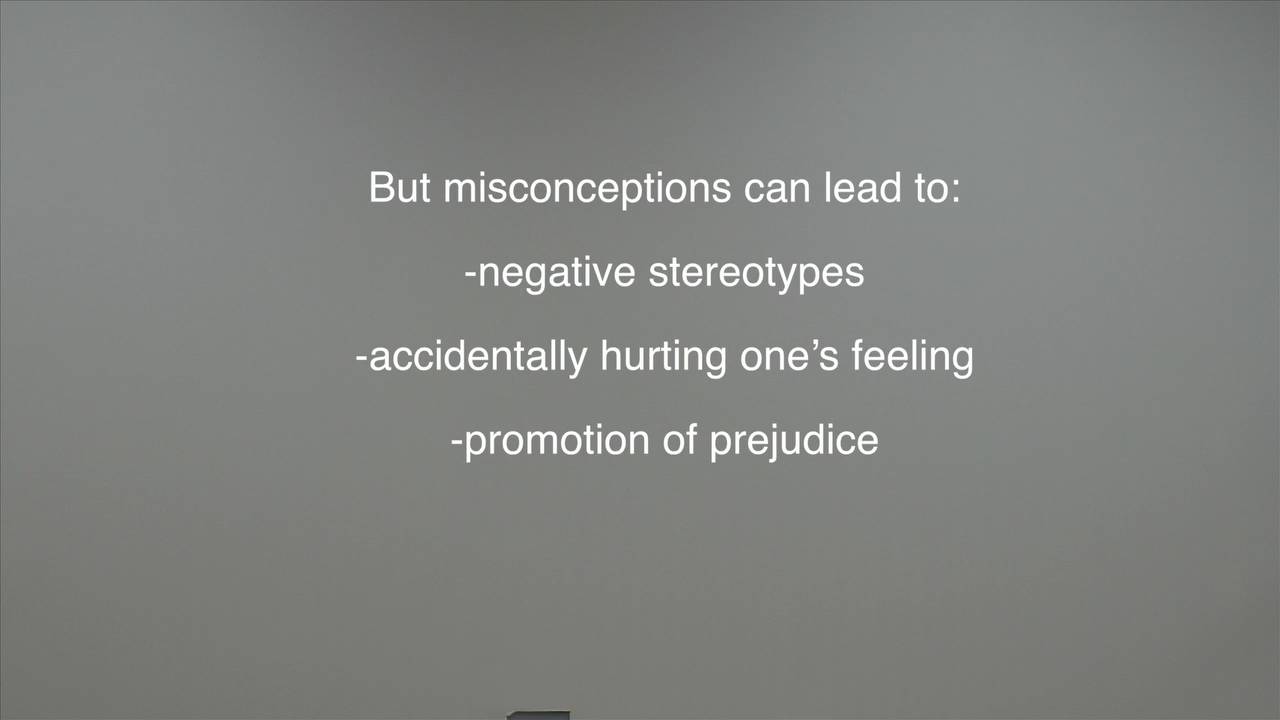 But misconceptions can lead to:
-negative stereotypes
-accidentally hurting one’s feeling
-promotion of prejudice